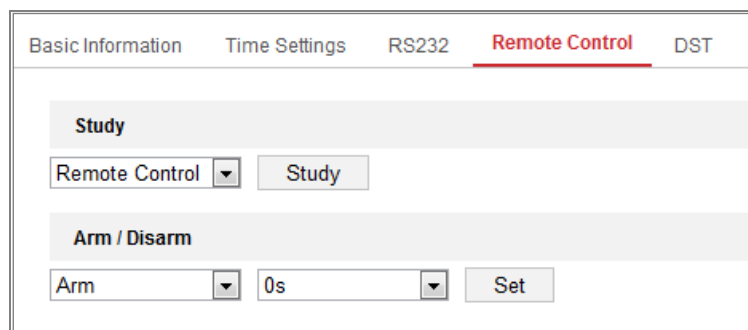 Basic Information Time Settings RS232 Remote Control DST
Study
Remote Control Study
Arm / Disarm
Arm 0s Set